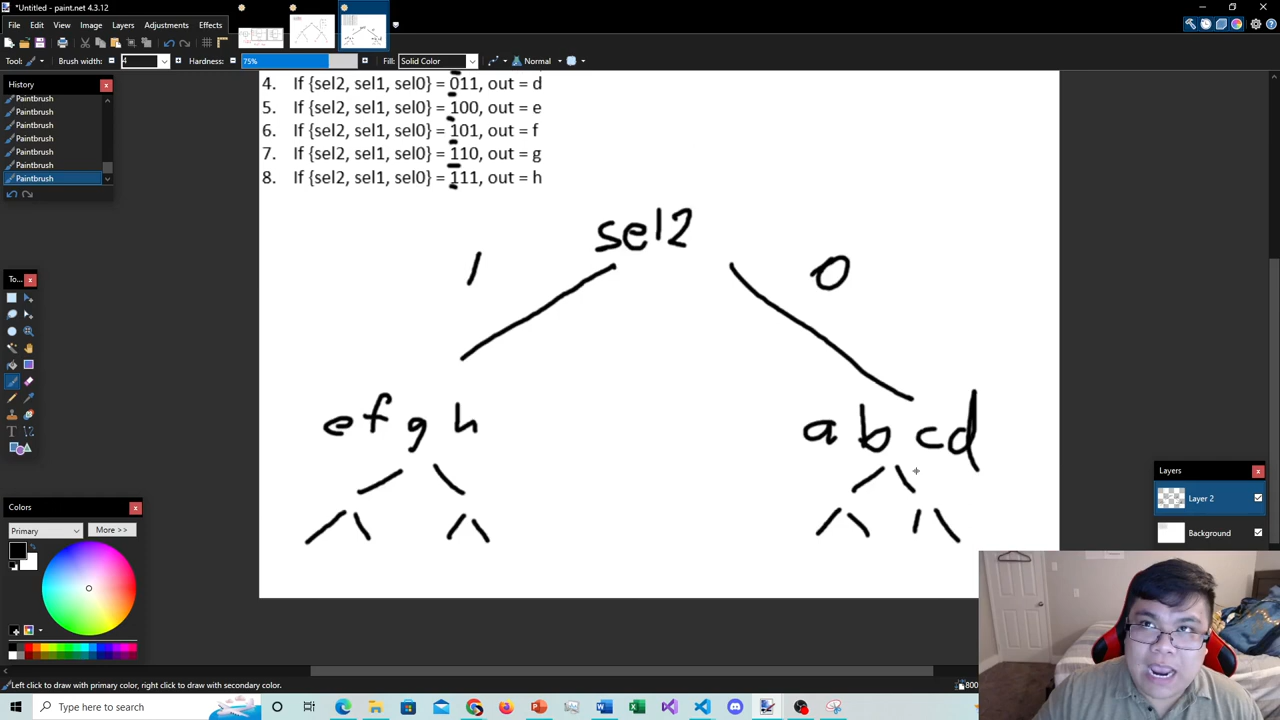 *Untitled - paint.net 4.3.12
File Edit View Image Layers Adjustments Effects
Tool: Brush width: 4 Hardness: 75% Fill: Solid Color Normal
History
Paintbrush
Paintbrush
Paintbrush
Paintbrush
Paintbrush
Paintbrush
Paintbrush
4. If {sel2, sel1, sel0} = 011, out = d
5. If {sel2, sel1, sel0} = 100, out = e
6. If {sel2, sel1, sel0} = 101, out = f
7. If {sel2, sel1, sel0} = 110, out = g
8. If {sel2, sel1, sel0} = 111, out = h
sel2
1 0
e f g h a b c d
To...
Colors
Primary More >>
Layers
Layer 2
Background
Left click to draw with primary color, right click to draw with secondary color.
800
Type here to search